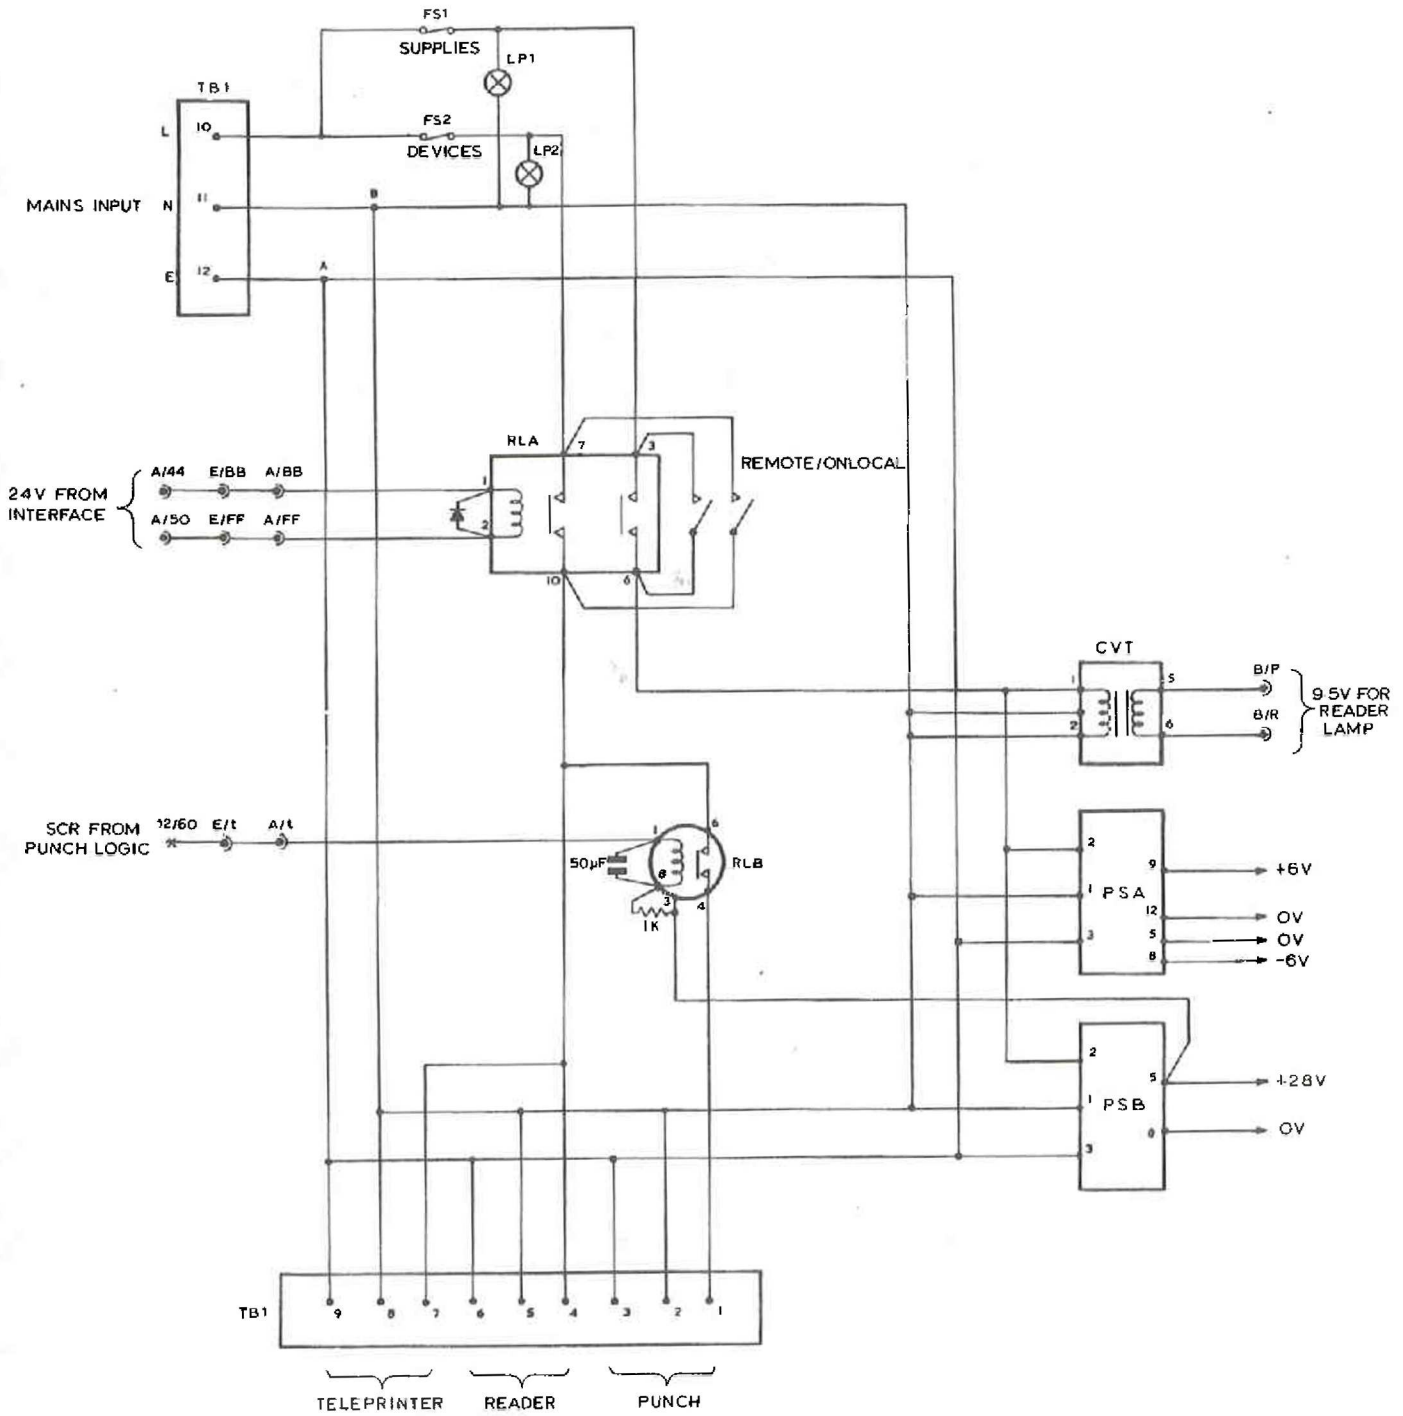 FS1
SUPPLIES
LP1
TB1
L 10
FS2
DEVICES
LP2
MAINS INPUT N 11
B
E 12
A
RLA
7
3
REMOTE/ONLOCAL
24V FROM
INTERFACE
A/44 E/BB A/BB
1
A/50 E/FF A/FF
2
10
6
CVT
1
2
5
6
B/P
B/R
9.5V FOR
READER
LAMP
SCR FROM
PUNCH LOGIC
12/60 E/t A/t
1
6
50µF
8
RLB
3
4
1K
2
9
+6V
1
PSA
12
0V
3
5
0V
8
-6V
2
5
+28V
1
PSB
0V
3
TB1
9 8 7 6 5 4 3 2 1
TELEPRINTER
READER
PUNCH